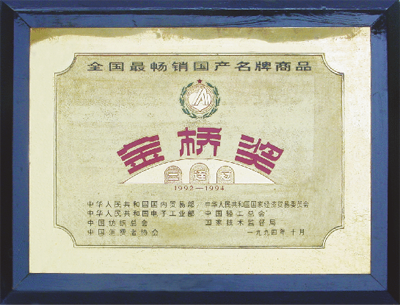 全国最畅销国产名牌商品
金桥奖
1992-1994
中华人民共和国国内贸易部 中华人民共和国国家经济贸易委员会
中华人民共和国电子工业部 中国轻工总会
中国纺织总会 国家技术监督局
中国消费者协会 一九九四年十月